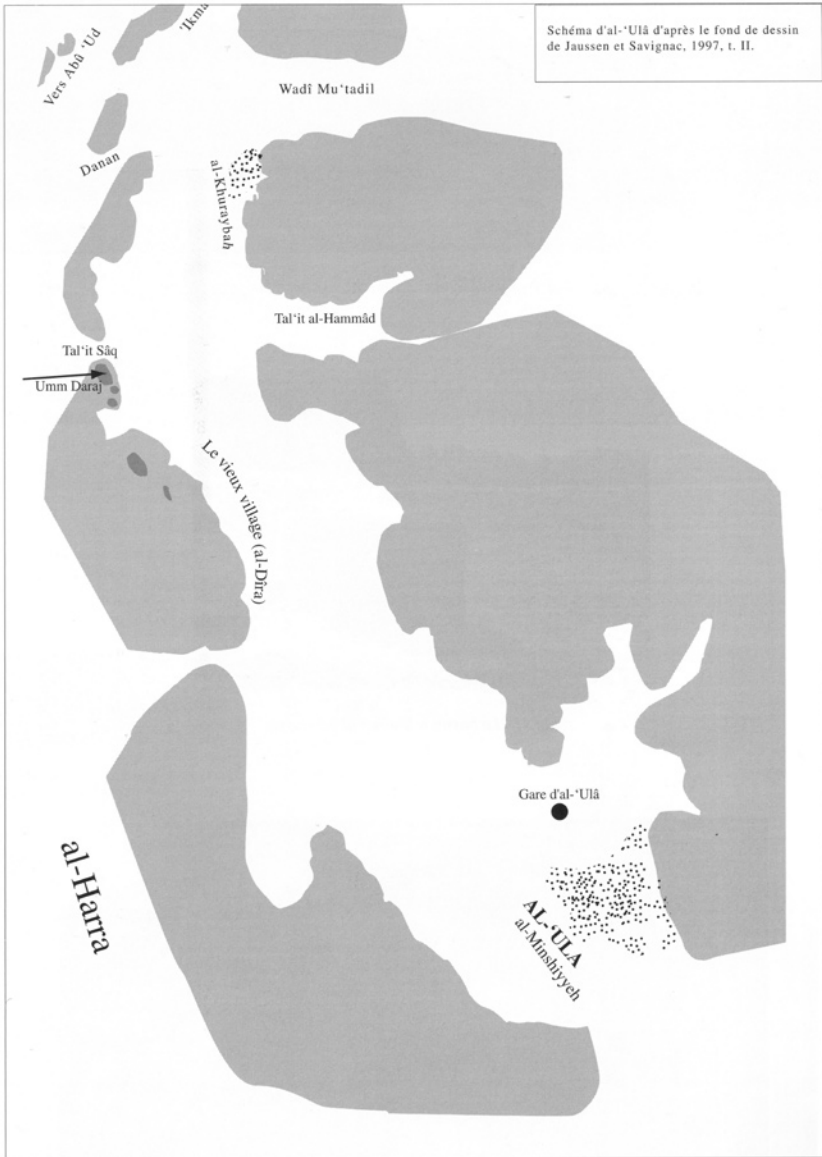 Schéma d'al-‘Ulâ d'après le fond de dessin
de Jaussen et Savignac, 1997, t. II.
‘Ikma
Vers Abû ‘Ud
Wadî Mu‘tadil
Danan
al-Khuraybah
Tal‘it al-Hammâd
Tal‘it Sâq
Umm Daraj
Le vieux village (al-Dîra)
Gare d'al-‘Ulâ
al-Harra
AL-‘ULA
al-Minshiyyeh